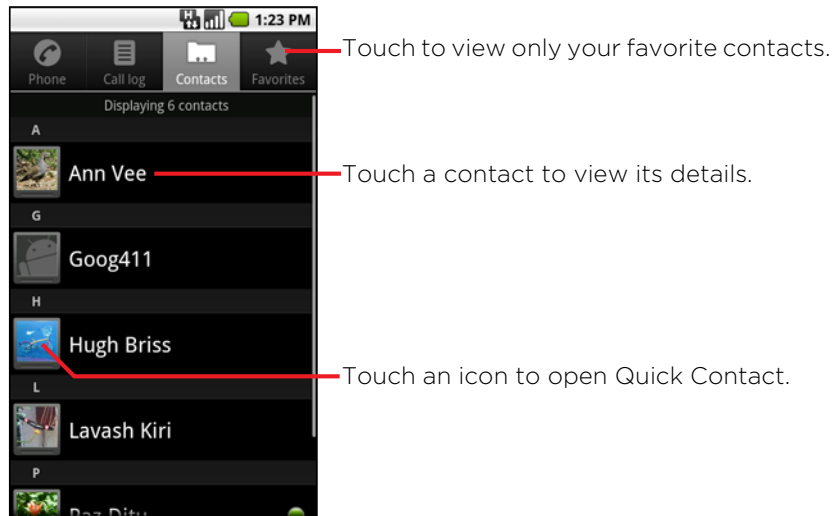 1:23 PM
Touch to view only your favorite contacts.
Phone Call log Contacts Favorites
Displaying 6 contacts
A
Ann Vee
Touch a contact to view its details.
G
Goog411
H
Hugh Briss
Touch an icon to open Quick Contact.
L
Lavash Kiri
P
Paz Ditu